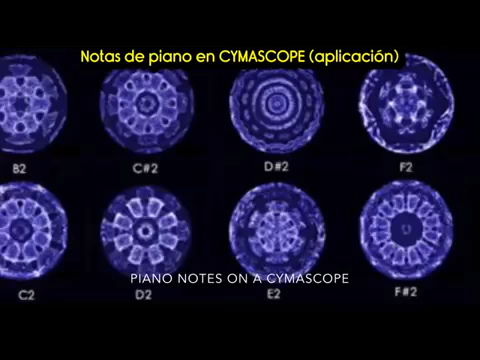 Notas de piano en CYMASCOPE (aplicación)
B2
C#2
D#2
F2
PIANO NOTES ON A CYMASCOPE
C2
D2
E2
F#2